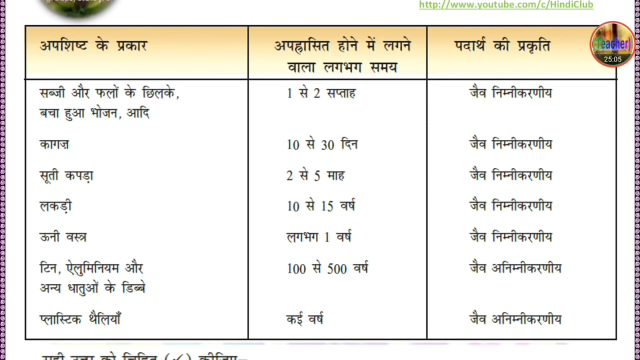 http://www.youtube.com/c/HindiClub
Teacher
25:05
अपशिष्ट के प्रकार
अपह्रासित होने में लगने
वाला लगभग समय
पदार्थ की प्रकृति
सब्जी और फलों के छिलके,
बचा हुआ भोजन, आदि
1 से 2 सप्ताह
जैव निम्नीकरणीय
कागज़
10 से 30 दिन
जैव निम्नीकरणीय
सूती कपड़ा
2 से 5 माह
जैव निम्नीकरणीय
लकड़ी
10 से 15 वर्ष
जैव निम्नीकरणीय
ऊनी वस्त्र
लगभग 1 वर्ष
जैव निम्नीकरणीय
टिन, ऐलुमिनियम और
अन्य धातुओं के डिब्बे
100 से 500 वर्ष
जैव अनिम्नीकरणीय
प्लास्टिक थैलियाँ
कई वर्ष
जैव अनिम्नीकरणीय